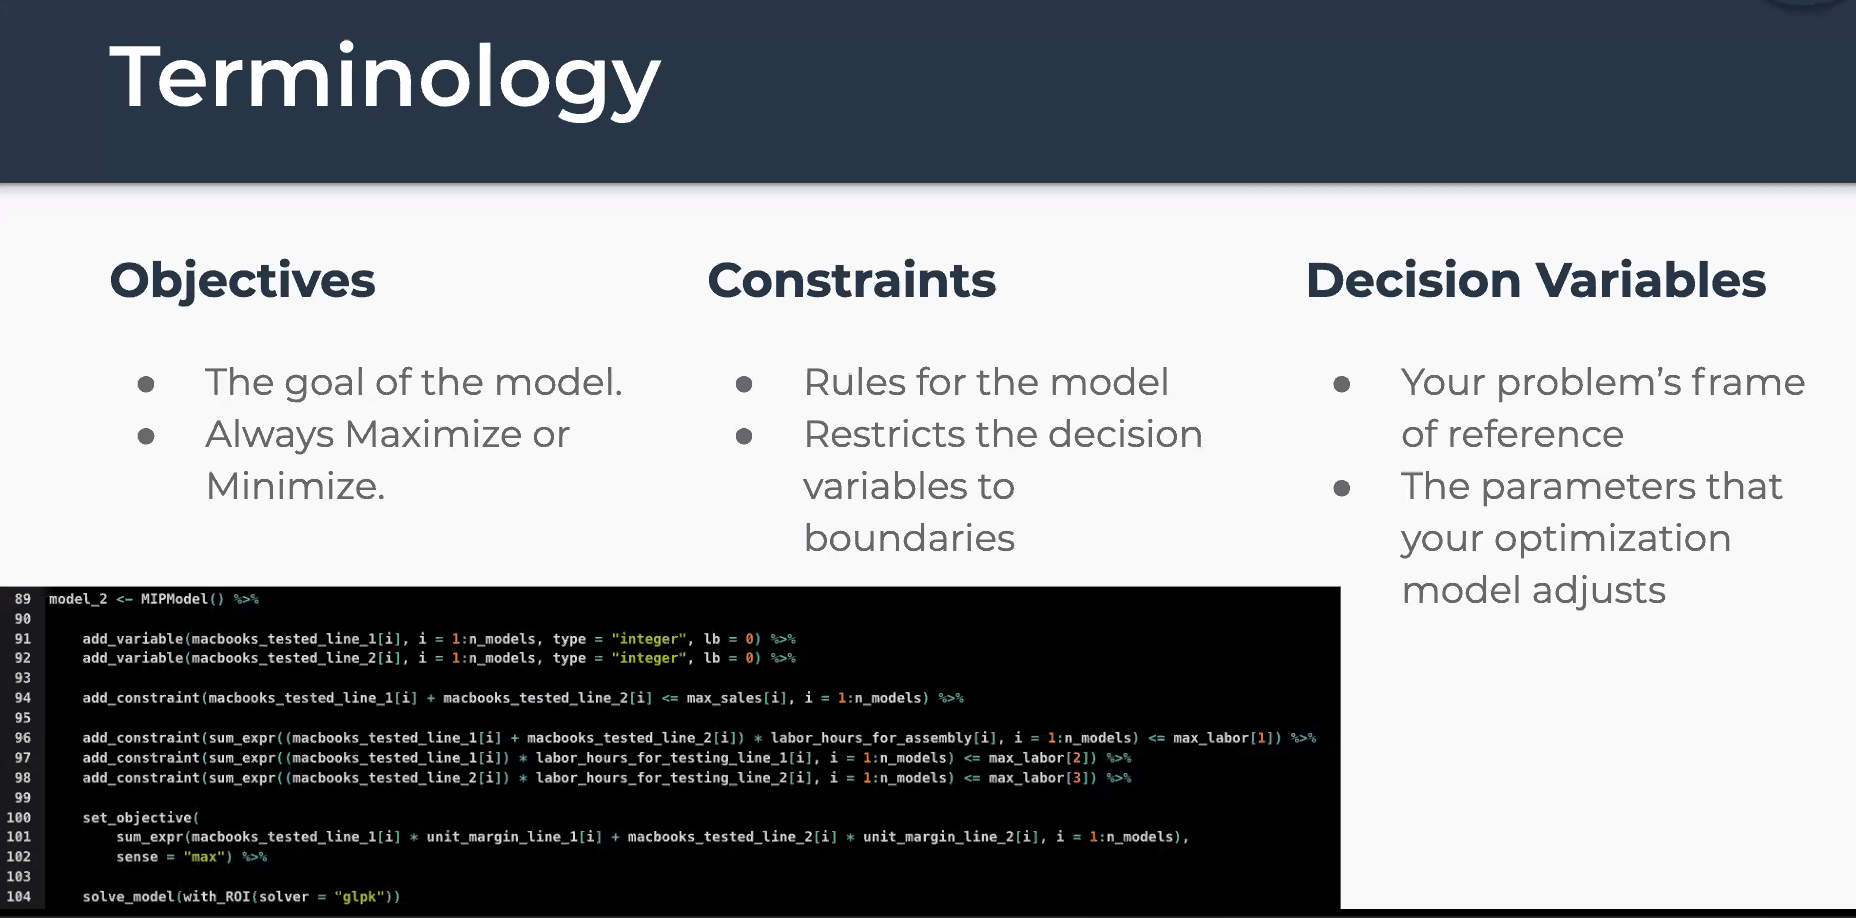 Terminology
Objectives
● The goal of the model.
● Always Maximize or
Minimize.
Constraints
● Rules for the model
● Restricts the decision
variables to
boundaries
Decision Variables
● Your problem's frame
of reference
● The parameters that
your optimization
model adjusts
89 model_2 <- MIPModel() %>%
90
91     add_variable(macbooks_tested_line_1[i], i = 1:n_models, type = "integer", lb = 0) %>%
92     add_variable(macbooks_tested_line_2[i], i = 1:n_models, type = "integer", lb = 0) %>%
93
94     add_constraint(macbooks_tested_line_1[i] + macbooks_tested_line_2[i] <= max_sales[i], i = 1:n_models) %>%
95
96     add_constraint(sum_expr((macbooks_tested_line_1[i] + macbooks_tested_line_2[i]) * labor_hours_for_assembly[i], i = 1:n_models) <= max_labor[1]) %>%
97     add_constraint(sum_expr((macbooks_tested_line_1[i]) * labor_hours_for_testing_line_1[i], i = 1:n_models) <= max_labor[2]) %>%
98     add_constraint(sum_expr((macbooks_tested_line_2[i]) * labor_hours_for_testing_line_2[i], i = 1:n_models) <= max_labor[3]) %>%
99
100     set_objective(
101         sum_expr(macbooks_tested_line_1[i] * unit_margin_line_1[i] + macbooks_tested_line_2[i] * unit_margin_line_2[i], i = 1:n_models),
102         sense = "max") %>%
103
104     solve_model(with_ROI(solver = "glpk"))